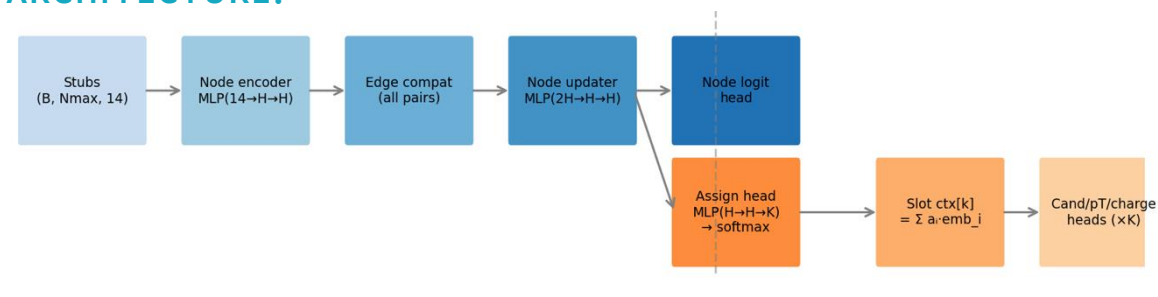 ARCHITECTURE:
Stubs
(B, Nmax, 14)
Node encoder
MLP(14→H→H)
Edge compat
(all pairs)
Node updater
MLP(2H→H→H)
Node logit
head
Assign head
MLP(H→H→K)
→ softmax
Slot ctx[k]
= Σ aᵢ·emb_i
Cand/pT/charge
heads (×K)